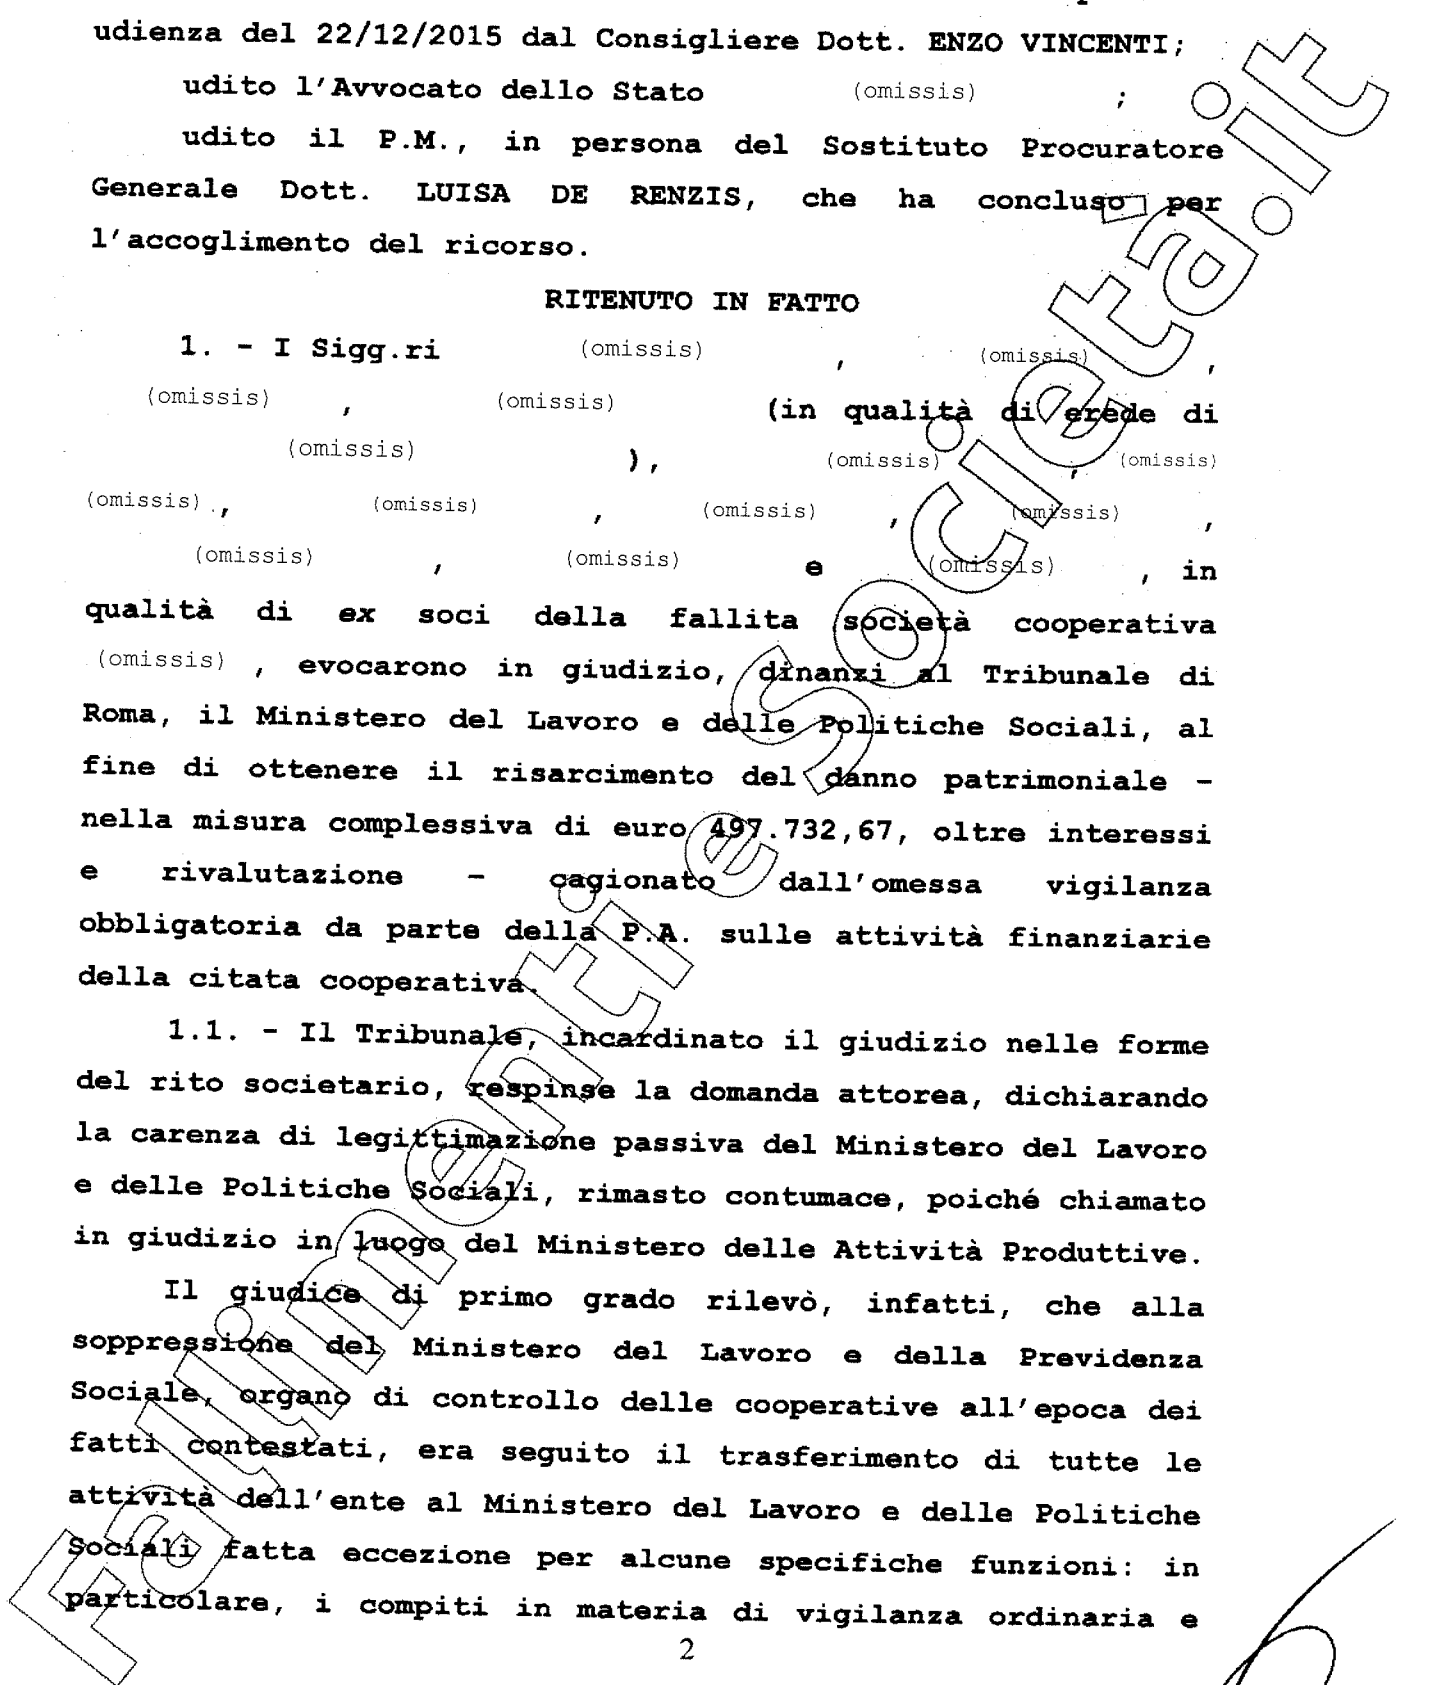 udienza del 22/12/2015 dal Consigliere Dott. ENZO VINCENTI;
udito l'Avvocato dello Stato (omissis) ;
udito il P.M., in persona del Sostituto Procuratore
Generale Dott. LUISA DE RENZIS, che ha concluso per
l'accoglimento del ricorso.
RITENUTO IN FATTO
1. - I Sigg.ri (omissis) , (omissis) ,
(omissis) , (omissis) (in qualità di erede di
(omissis) ), (omissis) , (omissis)
(omissis) , (omissis) , (omissis) , (omissis) ,
(omissis) , (omissis) e (omissis) , in
qualità di ex soci della fallita società cooperativa
(omissis) , evocarono in giudizio, dinanzi al Tribunale di
Roma, il Ministero del Lavoro e delle Politiche Sociali, al
fine di ottenere il risarcimento del danno patrimoniale –
nella misura complessiva di euro 497.732,67, oltre interessi
e rivalutazione – cagionato dall'omessa vigilanza
obbligatoria da parte della P.A. sulle attività finanziarie
della citata cooperativa.
1.1. - Il Tribunale, incardinato il giudizio nelle forme
del rito societario, respinse la domanda attorea, dichiarando
la carenza di legittimazione passiva del Ministero del Lavoro
e delle Politiche Sociali, rimasto contumace, poiché chiamato
in giudizio in luogo del Ministero delle Attività Produttive.
Il giudice di primo grado rilevò, infatti, che alla
soppressione del Ministero del Lavoro e della Previdenza
Sociale, organo di controllo delle cooperative all'epoca dei
fatti contestati, era seguito il trasferimento di tutte le
attività dell'ente al Ministero del Lavoro e delle Politiche
Sociali fatta eccezione per alcune specifiche funzioni: in
particolare, i compiti in materia di vigilanza ordinaria e
2
Fallimenti e Società.it